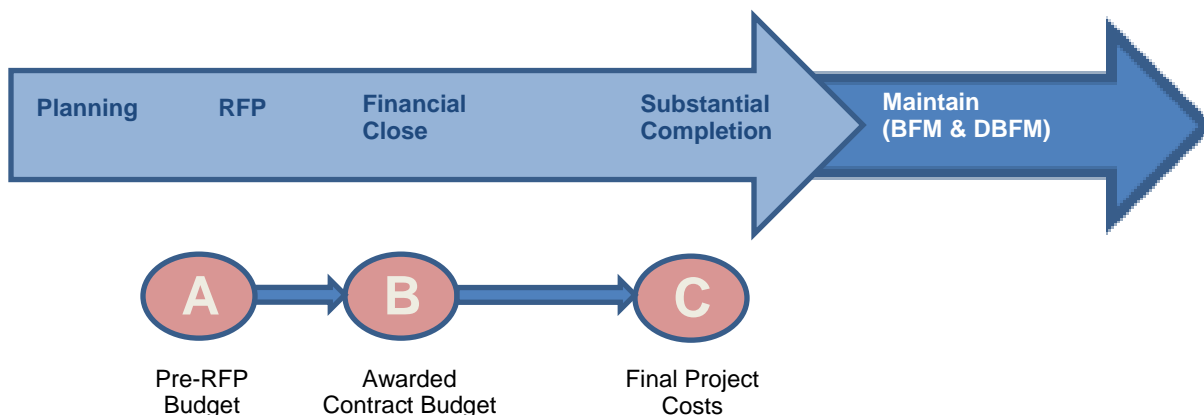 Planning
RFP
Financial
Close
Substantial
Completion
Maintain
(BFM & DBFM)
A
B
C
Pre-RFP
Budget
Awarded
Contract Budget
Final Project
Costs